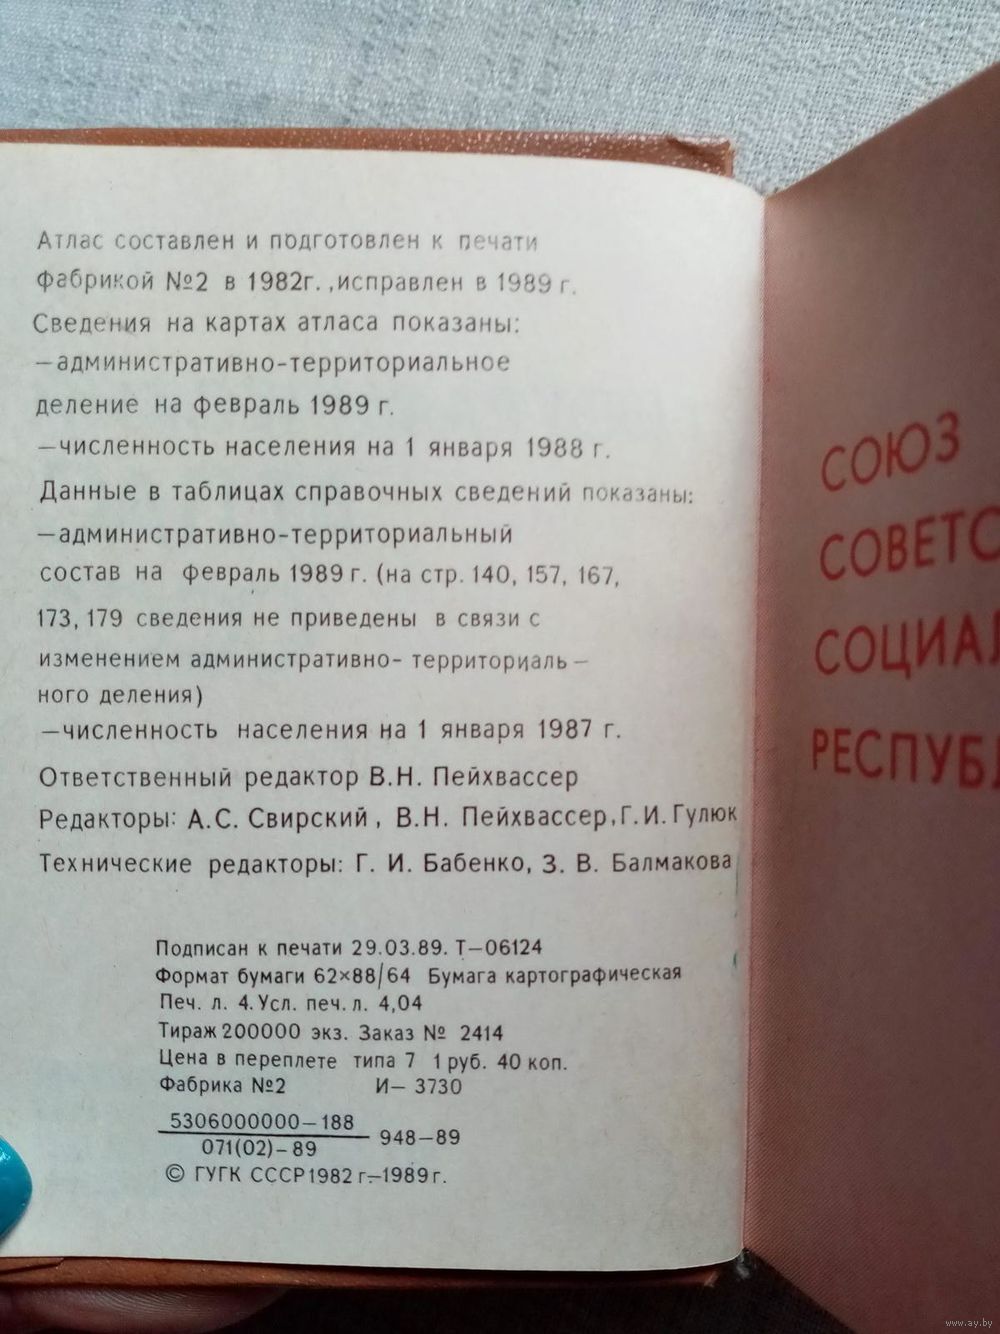 Атлас составлен и подготовлен к печати
фабрикой №2 в 1982г.,исправлен в 1989 г.
Сведения на картах атласа показаны:
—административно-территориальное
деление на февраль 1989 г.
—численность населения на 1 января 1988 г.
Данные в таблицах справочных сведений показаны:
—административно-территориальный
состав на февраль 1989 г. (на стр. 140, 157, 167,
173, 179 сведения не приведены в связи с
изменением административно- территориаль—
ного деления)
—численность населения на 1 января 1987 г.
Ответственный редактор В.Н. Пейхвассер
Редакторы: А.С. Свирский, В.Н. Пейхвассер,Г.И. Гулюк
Технические редакторы: Г. И. Бабенко, З. В. Балмакова
Подписан к печати 29.03.89. Т—06124
Формат бумаги 62×88/64 Бумага картографическая
Печ. л. 4.Усл. печ. л. 4,04
Тираж 200000 экз. Заказ № 2414
Цена в переплете типа 7 1 руб. 40 коп.
Фабрика №2 И— 3730
5306000000—188
071(02)—89
948—89
© ГУГК СССР 1982 г.—1989 г.
СОЮЗ
СОВЕТС
СОЦИАЛ
РЕСПУБЛ
www.ay.by